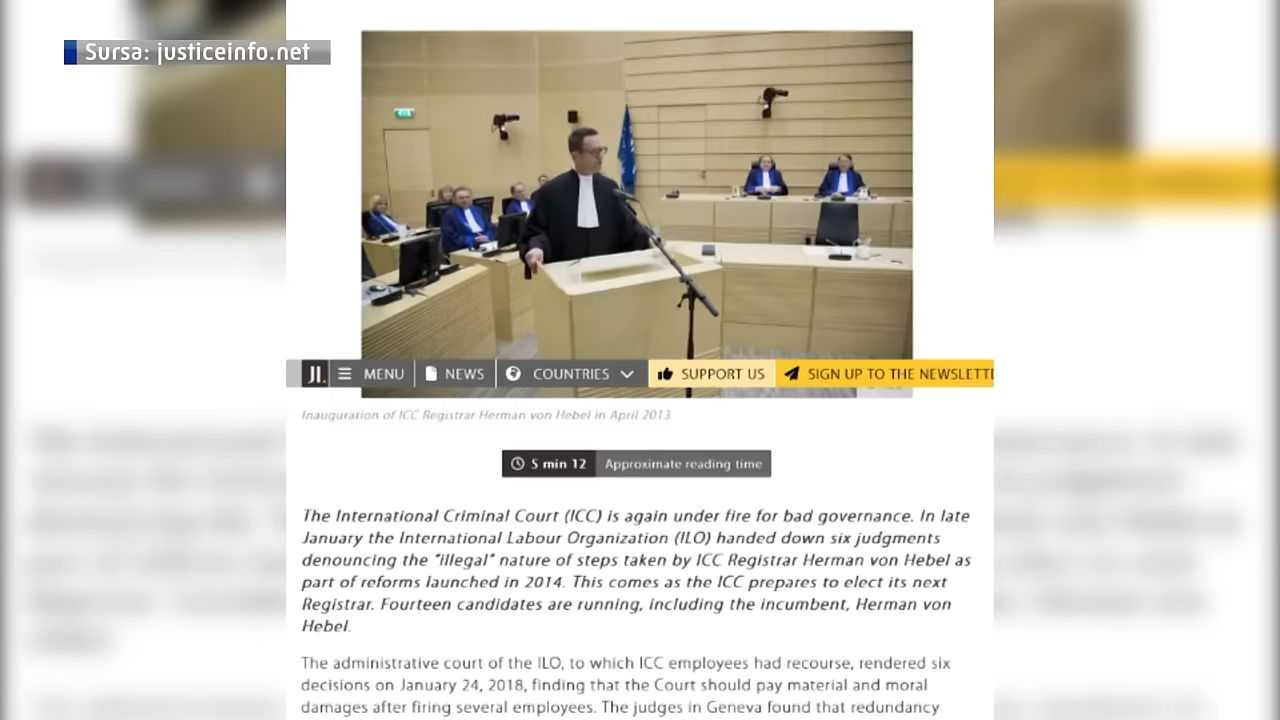 Sursa: justiceinfo.net
JI. MENU NEWS COUNTRIES SUPPORT US SIGN UP TO THE NEWSLETTE
Inauguration of ICC Registrar Herman von Hebel in April 2013
5 min 12 Approximate reading time
The International Criminal Court (ICC) is again under fire for bad governance. In late
January the International Labour Organization (ILO) handed down six judgments
denouncing the "illegal" nature of steps taken by ICC Registrar Herman von Hebel as
part of reforms launched in 2014. This comes as the ICC prepares to elect its next
Registrar. Fourteen candidates are running, including the incumbent, Herman von
Hebel.
The administrative court of the ILO, to which ICC employees had recourse, rendered six
decisions on January 24, 2018, finding that the Court should pay material and moral
damages after firing several employees. The judges in Geneva found that redundancy